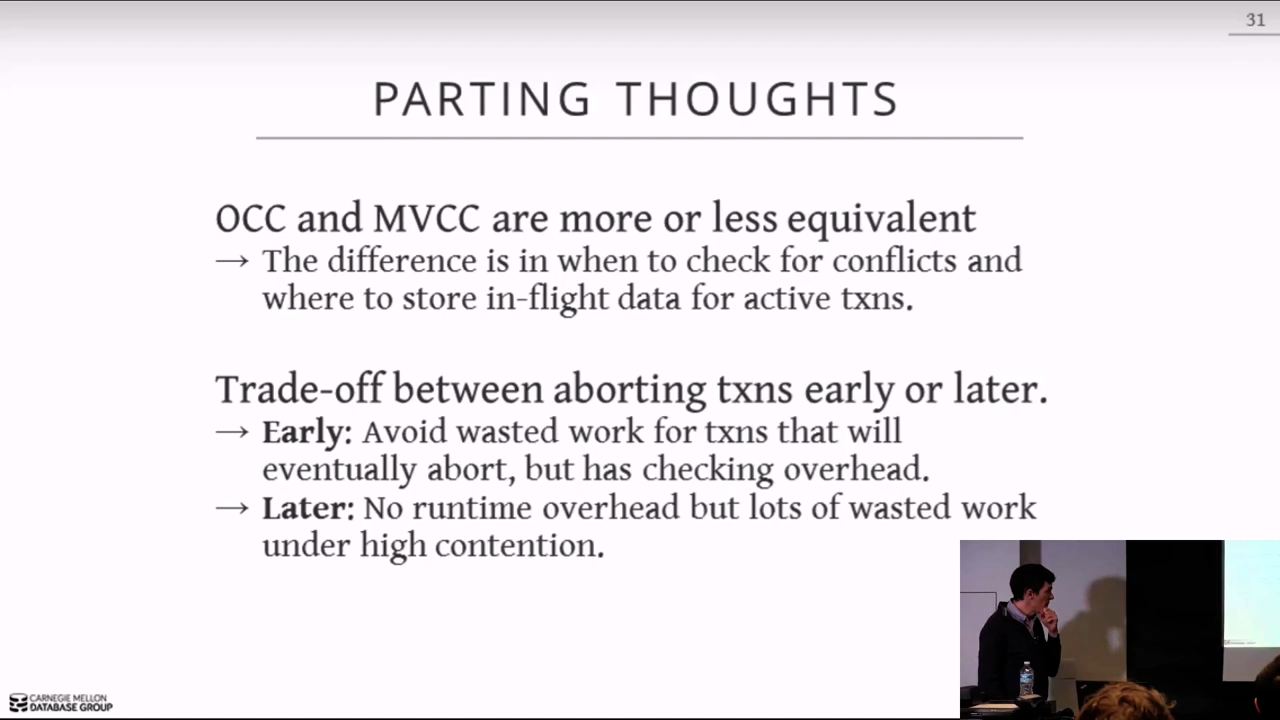 31
PARTING THOUGHTS
OCC and MVCC are more or less equivalent
→ The difference is in when to check for conflicts and
where to store in-flight data for active txns.
Trade-off between aborting txns early or later.
→ Early: Avoid wasted work for txns that will
eventually abort, but has checking overhead.
→ Later: No runtime overhead but lots of wasted work
under high contention.
CARNEGIE MELLON
DATABASE GROUP